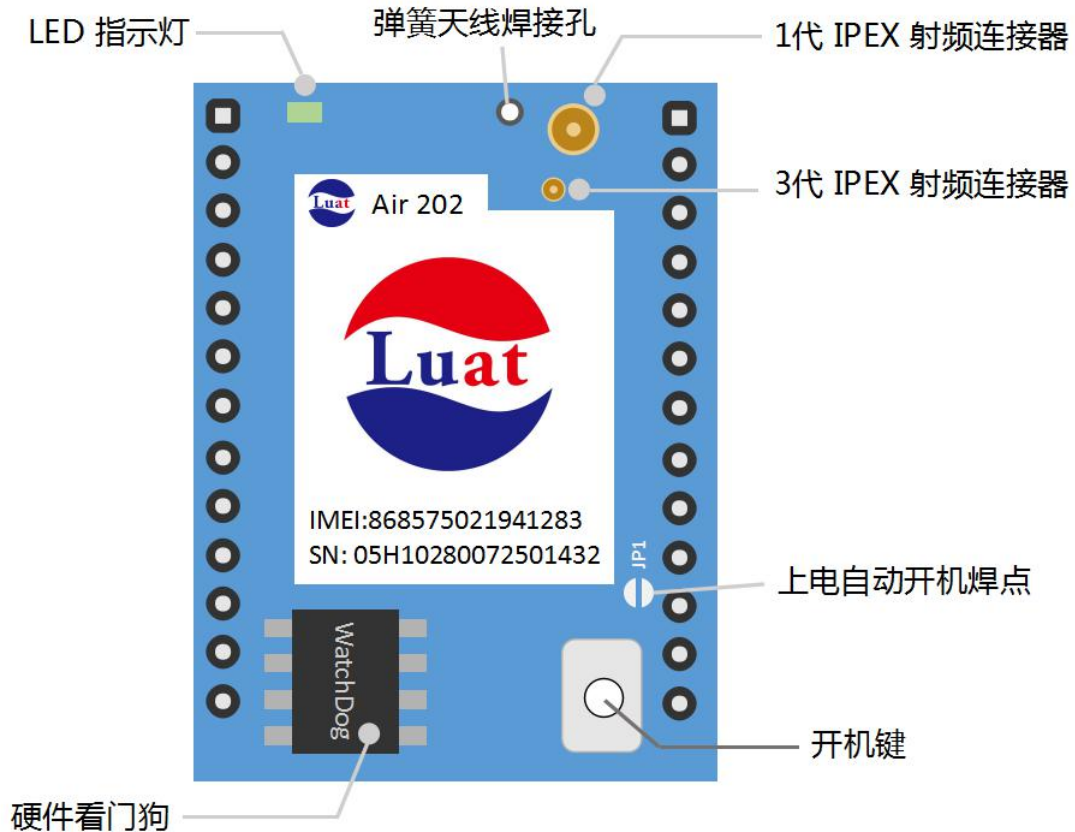 LED 指示灯
弹簧天线焊接孔
1代 IPEX 射频连接器
3代 IPEX 射频连接器
Luat Air 202
Luat
IMEI:868575021941283
SN: 05H10280072501432
JP1
上电自动开机焊点
WatchDog
开机键
硬件看门狗